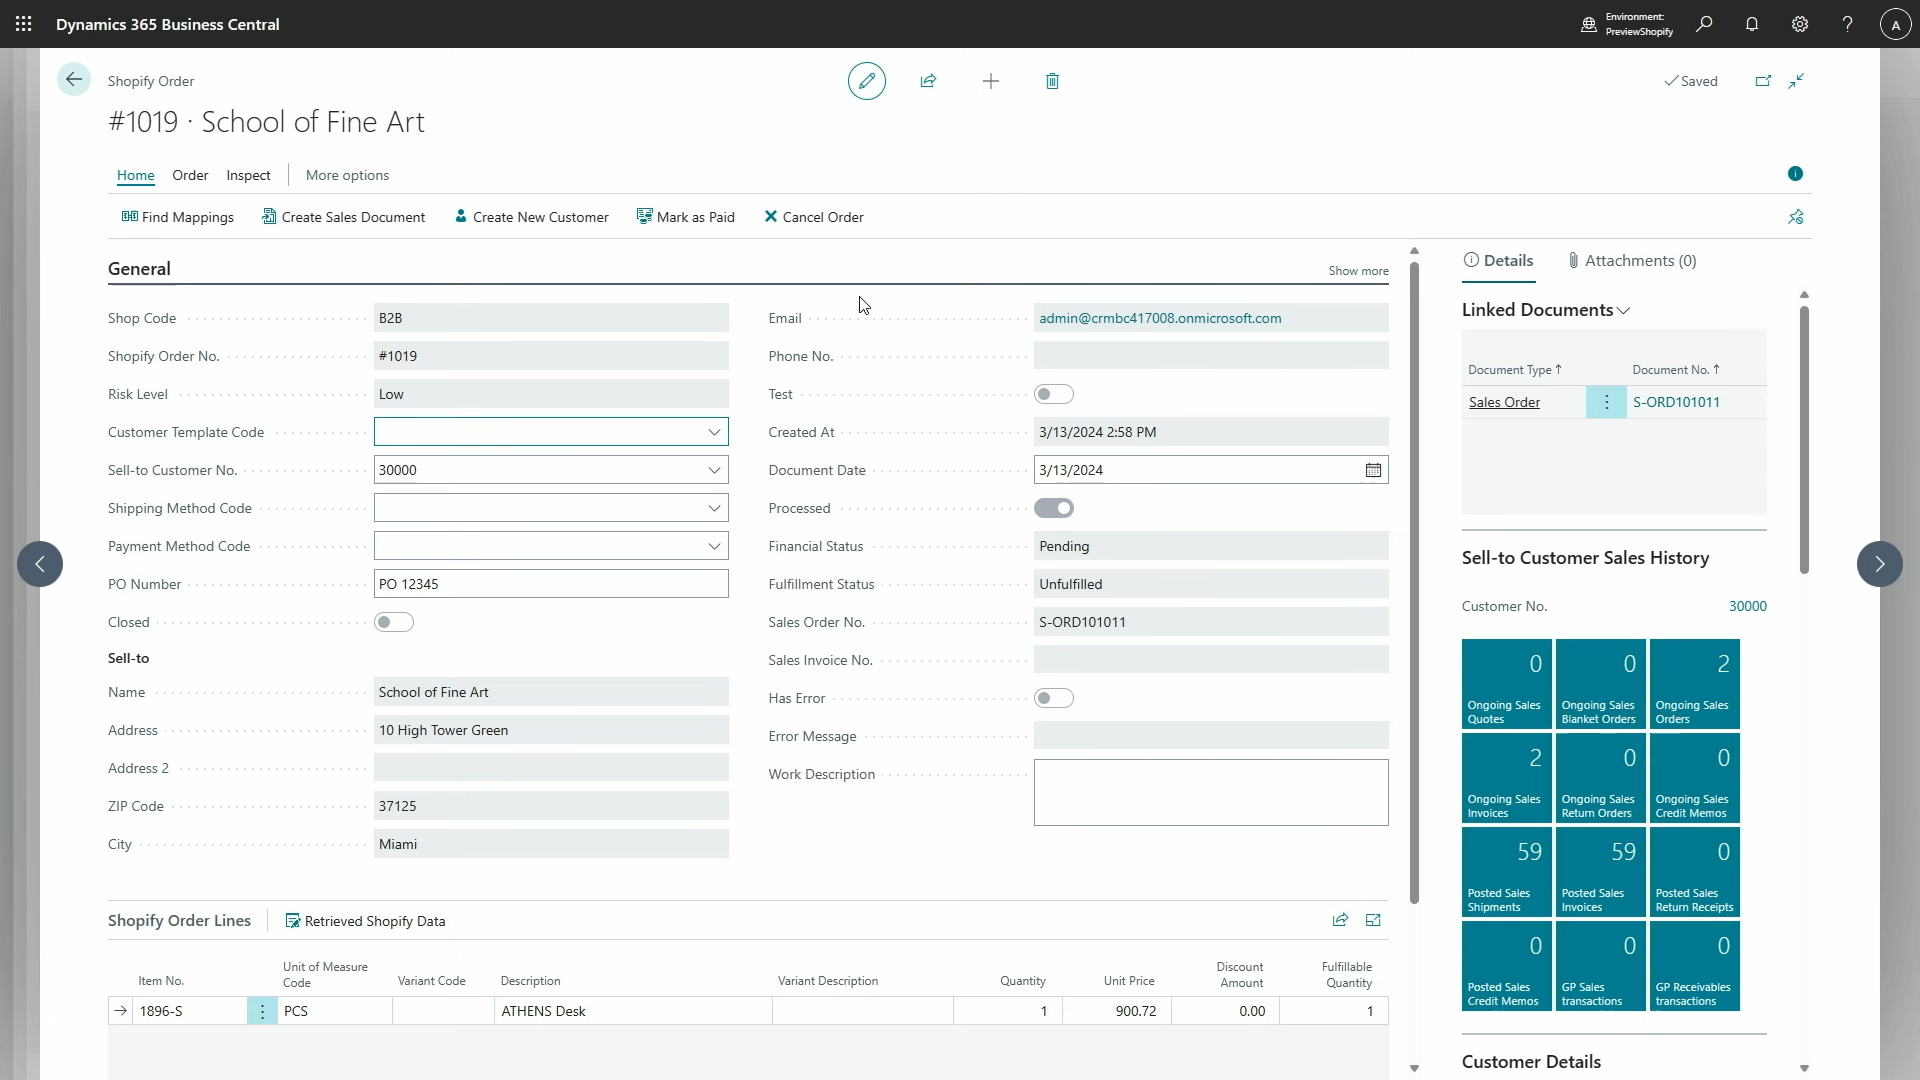 Dynamics 365 Business Central
Environment:
PreviewShopify
?
A
Shopify Order
Saved
#1019 · School of Fine Art
Home Order Inspect More options
Find Mappings Create Sales Document Create New Customer Mark as Paid Cancel Order
General
Show more
Shop Code B2B
Shopify Order No. #1019
Risk Level Low
Customer Template Code
Sell-to Customer No. 30000
Shipping Method Code
Payment Method Code
PO Number PO 12345
Closed
Sell-to
Name School of Fine Art
Address 10 High Tower Green
Address 2
ZIP Code 37125
City Miami
Email admin@crmbc417008.onmicrosoft.com
Phone No.
Test
Created At 3/13/2024 2:58 PM
Document Date 3/13/2024
Processed
Financial Status Pending
Fulfillment Status Unfulfilled
Sales Order No. S-ORD101011
Sales Invoice No.
Has Error
Error Message
Work Description
Shopify Order Lines Retrieved Shopify Data
Item No. Unit of Measure Code Variant Code Description Variant Description Quantity Unit Price Discount Amount Fulfillable Quantity
1896-S PCS ATHENS Desk 1 900.72 0.00 1
Details Attachments (0)
Linked Documents
Document Type ↑ Document No. ↑
Sales Order S-ORD101011
Sell-to Customer Sales History
Customer No. 30000
0
Ongoing Sales
Quotes
0
Ongoing Sales
Blanket Orders
2
Ongoing Sales
Orders
2
Ongoing Sales
Invoices
0
Ongoing Sales
Return Orders
0
Ongoing Sales
Credit Memos
59
Posted Sales
Shipments
59
Posted Sales
Invoices
0
Posted Sales
Return Receipts
0
Posted Sales
Credit Memos
0
GP Sales
transactions
0
GP Receivables
transactions
Customer Details